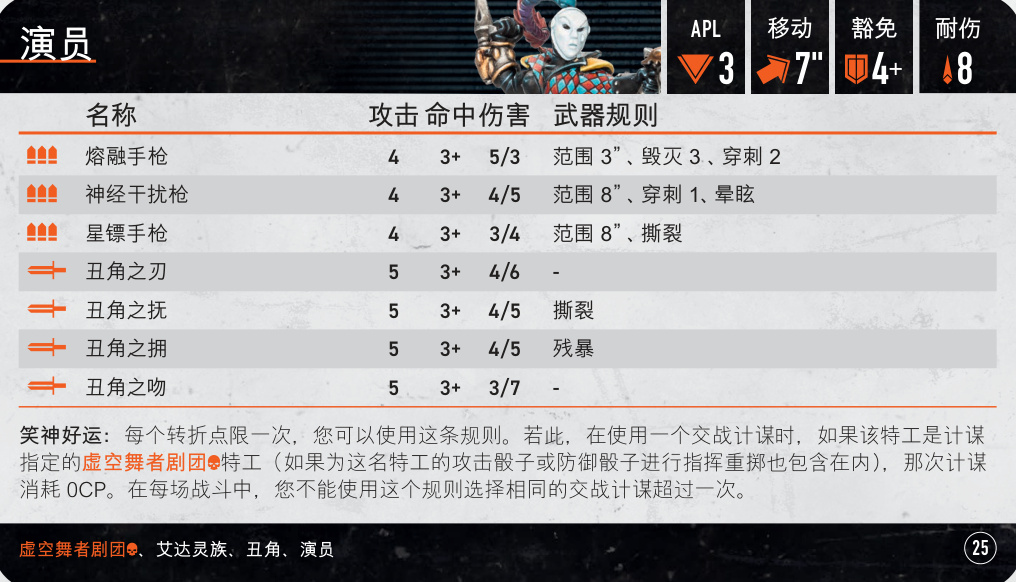 演员
APL 移动 豁免 耐伤
3 7" 4+ 8
名称 攻击 命中 伤害 武器规则
熔融手枪 4 3+ 5/3 范围 3”、毁灭 3、穿刺 2
神经干扰枪 4 3+ 4/5 范围 8”、穿刺 1、晕眩
星镖手枪 4 3+ 3/4 范围 8”、撕裂
丑角之刃 5 3+ 4/6 -
丑角之抚 5 3+ 4/5 撕裂
丑角之拥 5 3+ 4/5 残暴
丑角之吻 5 3+ 3/7 -
笑神好运：每个转折点限一次，您可以使用这条规则。若此，在使用一个交战计谋时，如果该特工是计谋
指定的虚空舞者剧团特工（如果为这名特工的攻击骰子或防御骰子进行指挥重掷也包含在内），那次计谋
消耗 0CP。在每场战斗中，您不能使用这个规则选择相同的交战计谋超过一次。
虚空舞者剧团、艾达灵族、丑角、演员
25